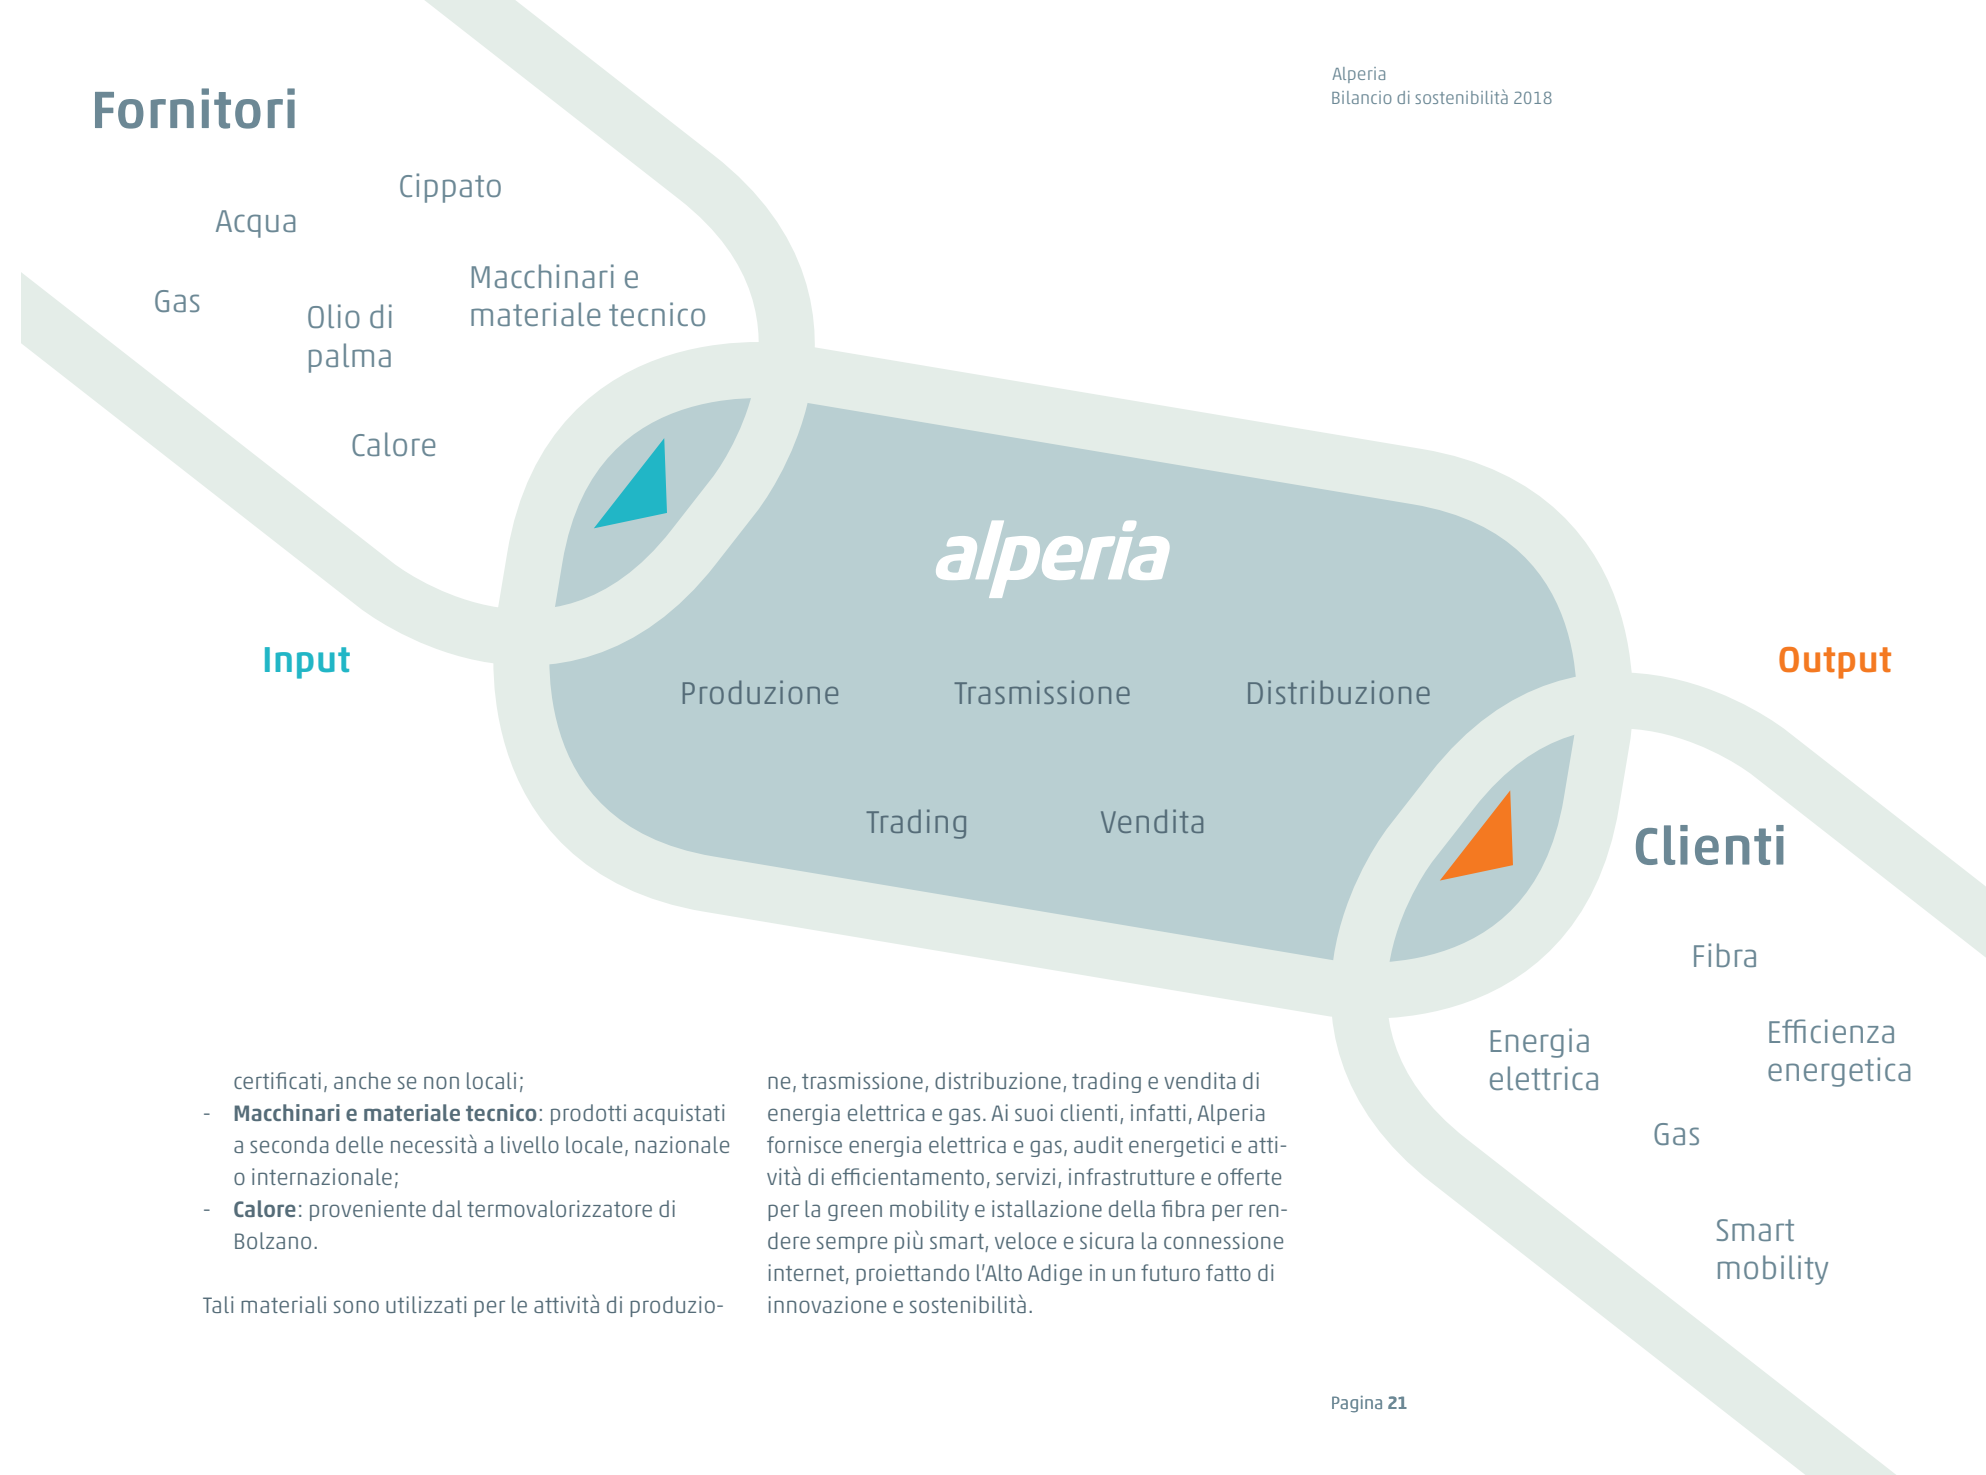 Alperia
Bilancio di sostenibilità 2018
Fornitori
Cippato
Acqua
Macchinari e
materiale tecnico
Gas
Olio di
palma
Calore
Input
alperia
Produzione
Trasmissione
Distribuzione
Trading
Vendita
Output
Clienti
Fibra
Energia
elettrica
Efficienza
energetica
Gas
Smart
mobility
certificati, anche se non locali;
- Macchinari e materiale tecnico: prodotti acquistati
a seconda delle necessità a livello locale, nazionale
o internazionale;
- Calore: proveniente dal termovalorizzatore di
Bolzano.
Tali materiali sono utilizzati per le attività di produzio-
ne, trasmissione, distribuzione, trading e vendita di
energia elettrica e gas. Ai suoi clienti, infatti, Alperia
fornisce energia elettrica e gas, audit energetici e atti-
vità di efficientamento, servizi, infrastrutture e offerte
per la green mobility e istallazione della fibra per ren-
dere sempre più smart, veloce e sicura la connessione
internet, proiettando l'Alto Adige in un futuro fatto di
innovazione e sostenibilità.
Pagina 21